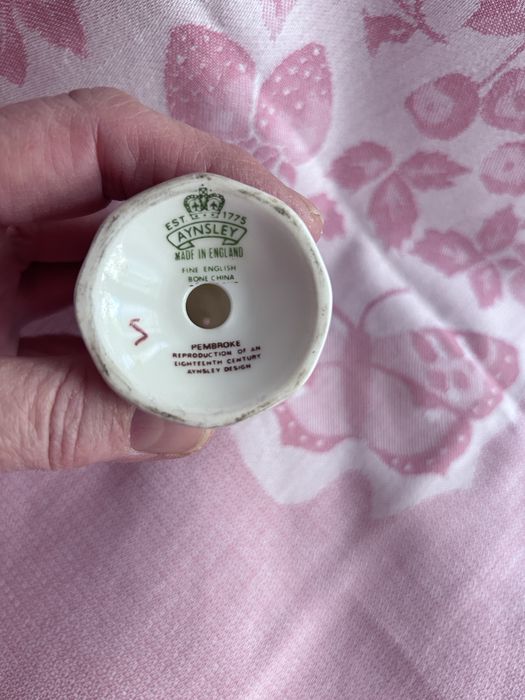 EST. 1775
AYNSLEY
MADE IN ENGLAND
FINE ENGLISH
BONE CHINA
PEMBROKE
REPRODUCTION OF AN
EIGHTEENTH CENTURY
AYNSLEY DESIGN